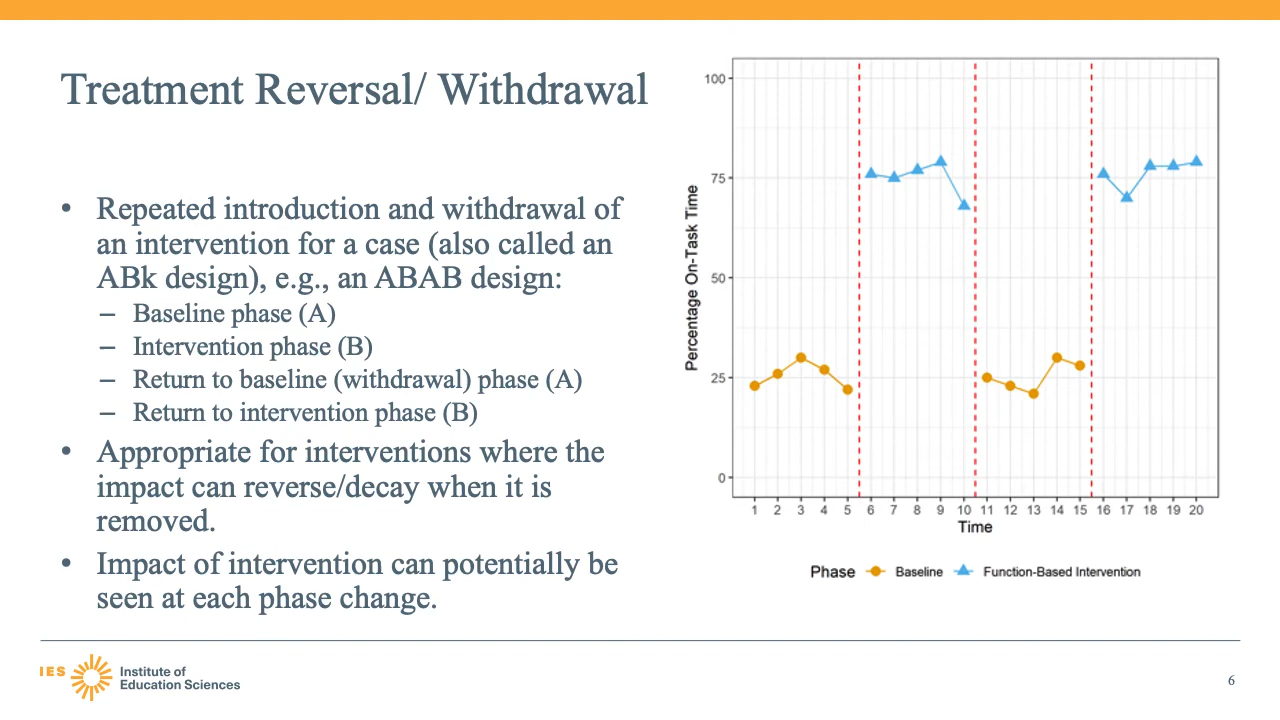 Treatment Reversal/ Withdrawal
• Repeated introduction and withdrawal of
an intervention for a case (also called an
ABk design), e.g., an ABAB design:
– Baseline phase (A)
– Intervention phase (B)
– Return to baseline (withdrawal) phase (A)
– Return to intervention phase (B)
• Appropriate for interventions where the
impact can reverse/decay when it is
removed.
• Impact of intervention can potentially be
seen at each phase change.
Percentage On-Task Time
100
75
50
25
0
1 2 3 4 5 6 7 8 9 10 11 12 13 14 15 16 17 18 19 20
Time
Phase Baseline Function-Based Intervention
IES
Institute of
Education Sciences
6